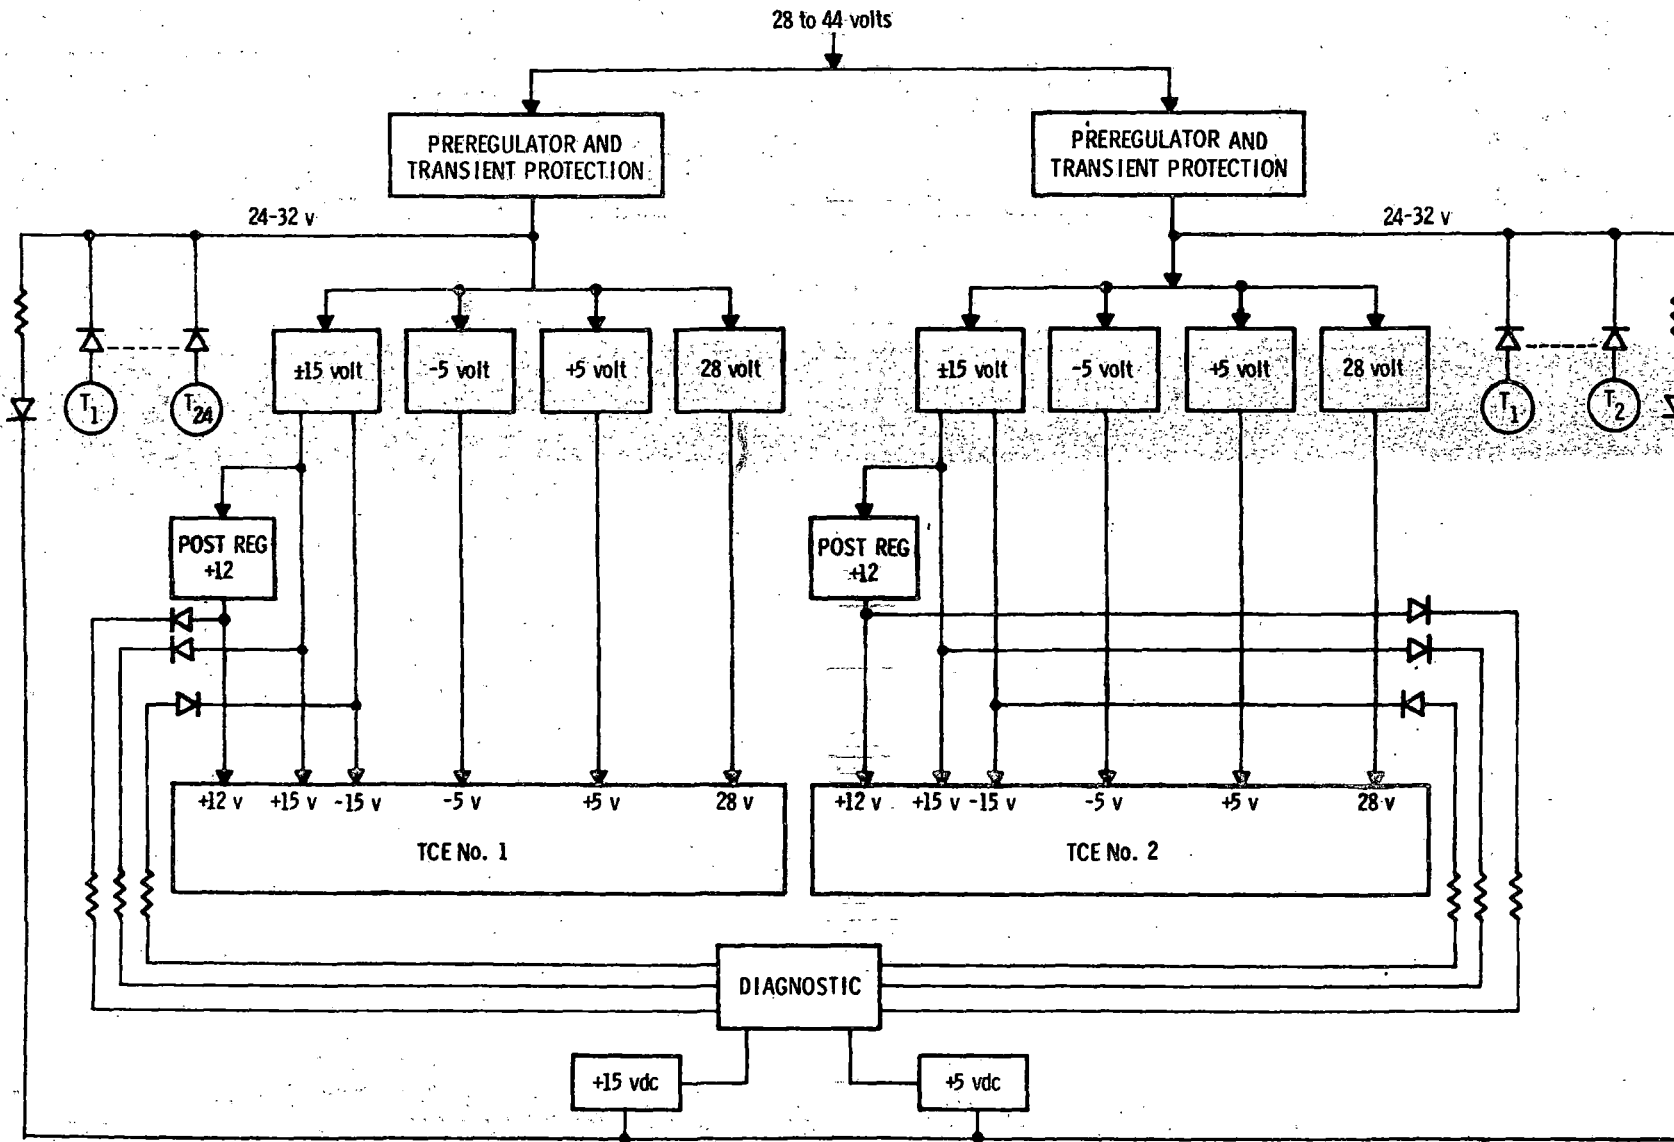 28 to 44 volts
PREREGULATOR AND
TRANSIENT PROTECTION
PREREGULATOR AND
TRANSIENT PROTECTION
24-32 v
24-32 v
±15 volt
-5 volt
+5 volt
28 volt
±15 volt
-5 volt
+5 volt
28 volt
T1
T24
T1
T2
POST REG
+12
POST REG
+12
+12 v +15 v -15 v -5 v +5 v 28 v
TCE No. 1
+12 v +15 v -15 v -5 v +5 v 28 v
TCE No. 2
DIAGNOSTIC
+15 vdc
+5 vdc